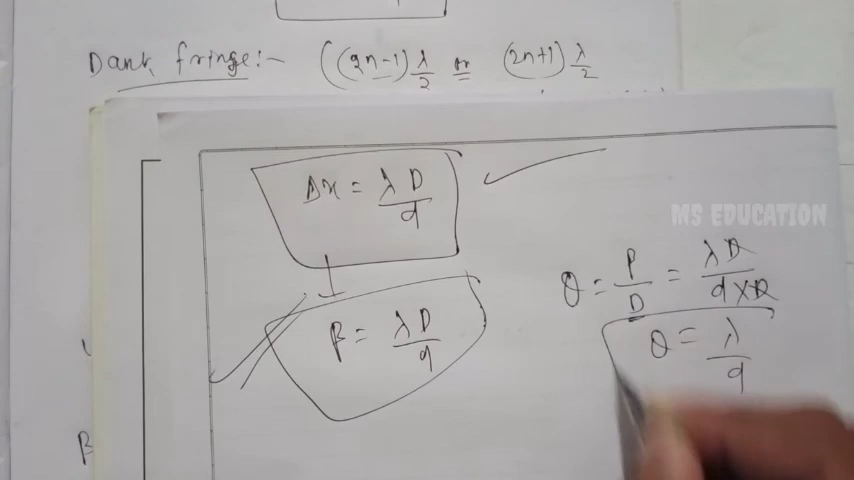 Dark fringe:- ((2n-1) λ/2 or (2n+1) λ/2
Δx = λD/d
MS EDUCATION
θ = β/D = λD/d×D
β = λD/d
θ = λ/d
β